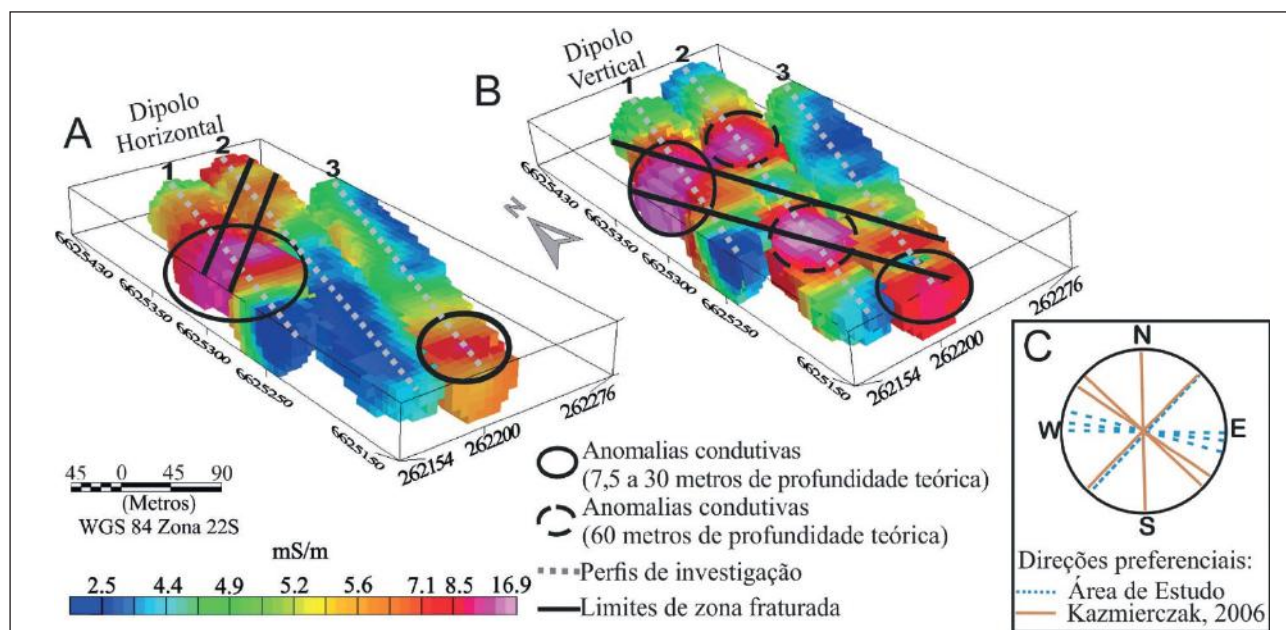 A
Dipolo
Horizontal
1
2
3
6625430
6625350
6625300
6625250
6625150
262154
262200
262276
N
B
Dipolo
Vertical
1
2
3
6625430
6625350
6625300
6625250
6625150
262154
262200
262276
45 0 45 90
(Metros)
WGS 84 Zona 22S
mS/m
2.5 4.4 4.9 5.2 5.6 7.1 8.5 16.9
Anomalias condutivas
(7,5 a 30 metros de profundidade teórica)
Anomalias condutivas
(60 metros de profundidade teórica)
Perfis de investigação
Limites de zona fraturada
C
N
W
E
S
Direções preferenciais:
Área de Estudo
Kazmierczak, 2006